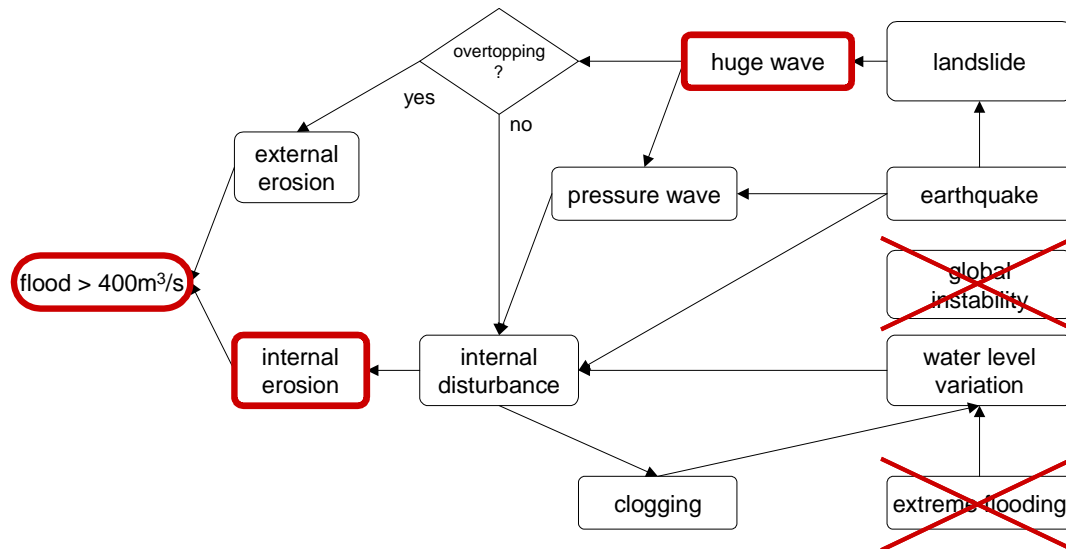 overtopping
?
huge wave
landslide
yes
no
external
erosion
pressure wave
earthquake
flood > 400m³/s
global
instability
internal
erosion
internal
disturbance
water level
variation
clogging
extreme flooding